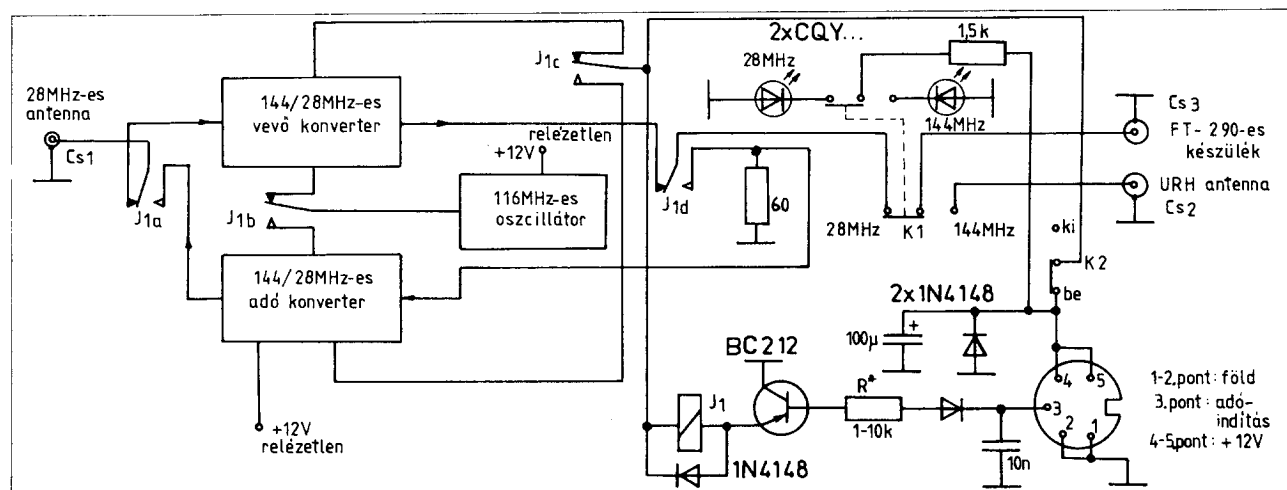 28MHz-es
antenna
Cs1
J1a
144/28MHz-es
vevő konverter
J1b
144/28MHz-es
adó konverter
+12V
relézetlen
relézetlen
+12V
116MHz-es
oszcillátor
J1c
J1d
60
2xCQY...
28MHz
1,5k
144MHz
28MHz
K1
144MHz
Cs3
FT-290-es
készülék
URH antenna
Cs2
ki
K2
be
2x1N4148
100µ
+
BC212
J1
1N4148
R*
1-10k
10n
4
5
3
2
1
1-2.pont: föld
3.pont: adó-
indítás
4-5.pont: +12V